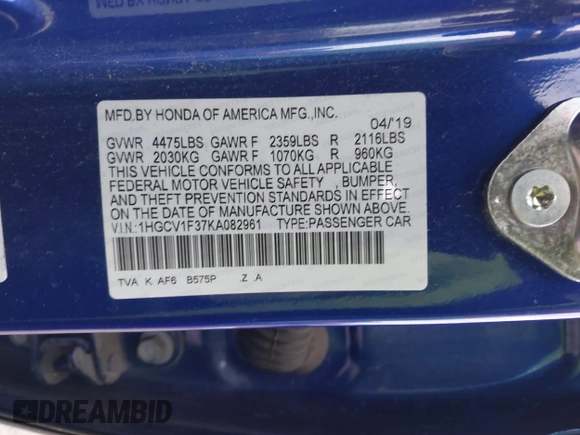 MFD.BY HONDA OF AMERICA MFG.,INC.
04/'19
GVWR 4475LBS GAWR F 2359LBS R 2116LBS
GVWR 2030KG GAWR F 1070KG R 960KG
THIS VEHICLE CONFORMS TO ALL APPLICABLE
FEDERAL MOTOR VEHICLE SAFETY , BUMPER,
AND THEFT PREVENTION STANDARDS IN EFFECT
ON THE DATE OF MANUFACTURE SHOWN ABOVE.
V.I.N.: 1HGCV1F37KA082961 TYPE:PASSENGER CAR
TVA K AF6 B575P Z .A
DREAMBID